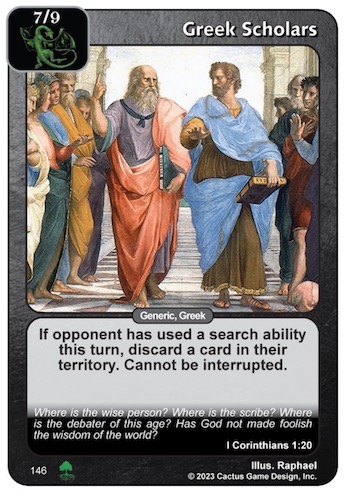 7/9
Greek Scholars
Generic, Greek
If opponent has used a search ability
this turn, discard a card in their
territory. Cannot be interrupted.
Where is the wise person? Where is the scribe? Where
is the debater of this age? Has God not made foolish
the wisdom of the world?
I Corinthians 1:20
Illus. Raphael
146
© 2023 Cactus Game Design, Inc.